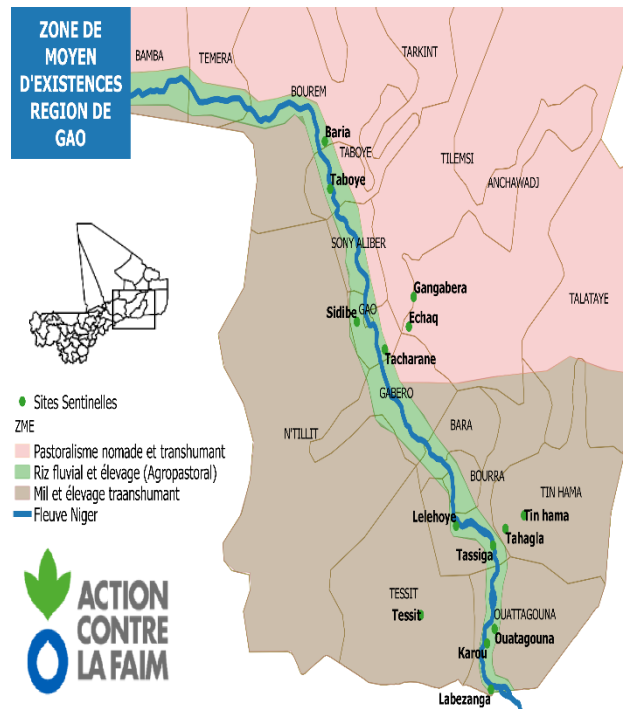 ZONE DE
MOYEN
D'EXISTENCES
REGION DE
GAO
BAMBA
TEMERA
TARKINT
BOUREM
Baria
TABOYE
TILEMSI
Taboye
ANCHAWADJ
SONY ALIBER
Gangabera
TALATAYE
Sidibe
GAO
Echaq
Tacharane
GABERO
N'TILLIT
BARA
BOURRA
TIN HAMA
Lelehoye
Tin hama
Tahagla
Tassiga
TESSIT
Tessit
OUATTAGOUNA
Ouatagouna
Karou
Labezanga
Sites Sentinelles
ZME
Pastoralisme nomade et transhumant
Riz fluvial et élevage (Agropastoral)
Mil et élevage traanshumant
Fleuve Niger
ACTION
CONTRE
LA FAIM